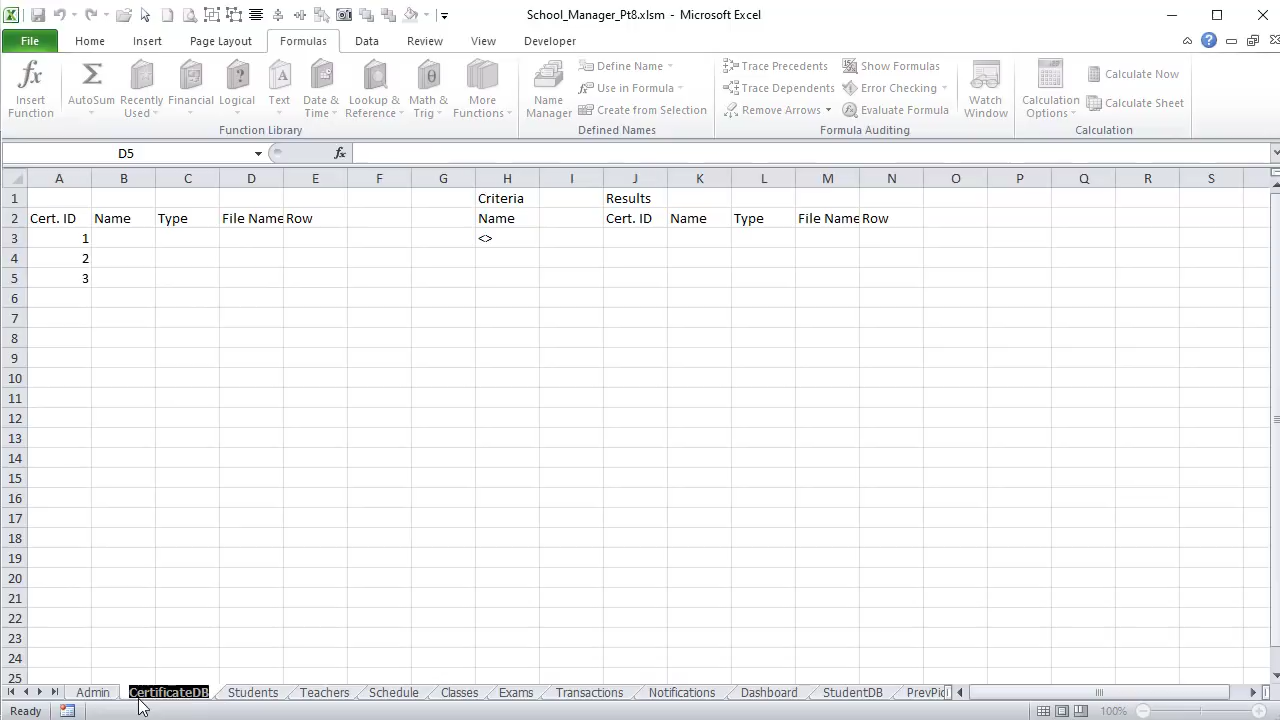 School_Manager_Pt8.xlsm - Microsoft Excel
File Home Insert Page Layout Formulas Data Review View Developer
Insert Function
AutoSum
Recently Used
Financial
Logical
Text
Date & Time
Lookup & Reference
Math & Trig
More Functions
Function Library
Name Manager
Define Name
Use in Formula
Create from Selection
Defined Names
Trace Precedents
Trace Dependents
Remove Arrows
Show Formulas
Error Checking
Evaluate Formula
Formula Auditing
Watch Window
Calculation Options
Calculate Now
Calculate Sheet
Calculation
D5 fx
A B C D E F G H I J K L M N O P Q R S
1 Criteria Results
2 Cert. ID Name Type File Name Row Name Cert. ID Name Type File Name Row
3 1 <>
4 2
5 3
6
7
8
9
10
11
12
13
14
15
16
17
18
19
20
21
22
23
24
25
Admin CertificateDB Students Teachers Schedule Classes Exams Transactions Notifications Dashboard StudentDB PrevPic
Ready 100%